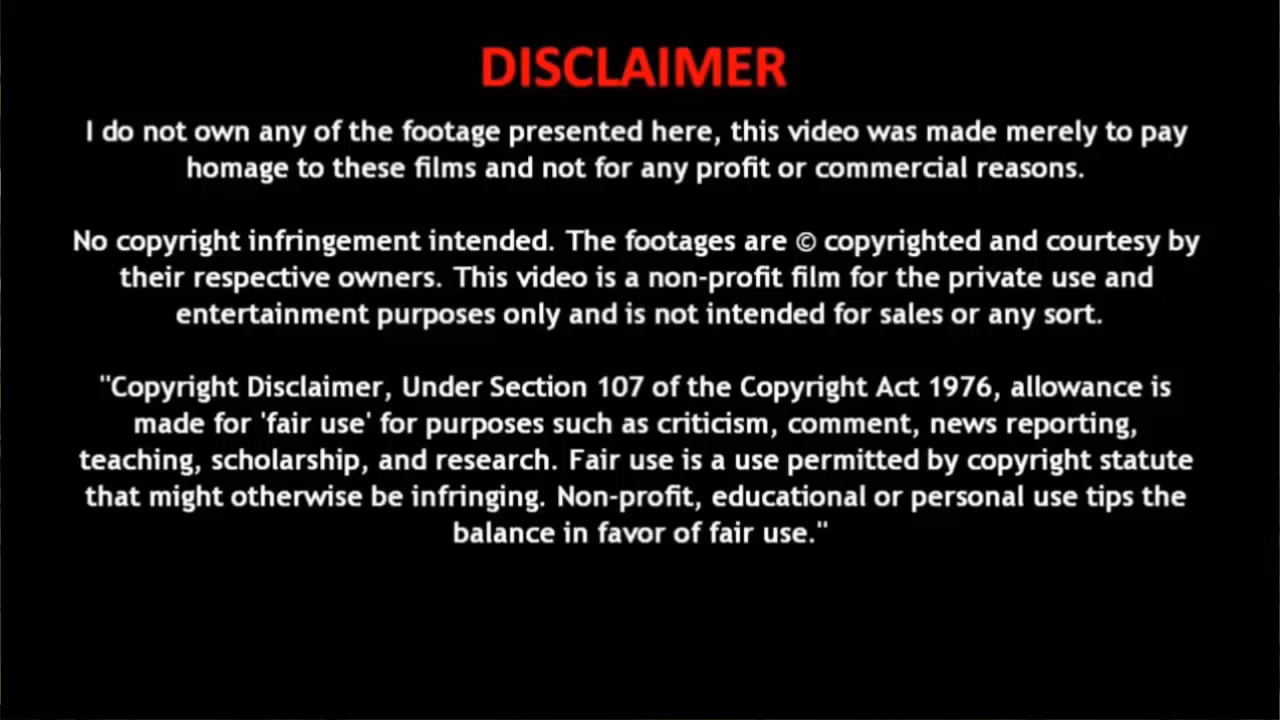 DISCLAIMER
I do not own any of the footage presented here, this video was made merely to pay
homage to these films and not for any profit or commercial reasons.
No copyright infringement intended. The footages are © copyrighted and courtesy by
their respective owners. This video is a non-profit film for the private use and
entertainment purposes only and is not intended for sales or any sort.
"Copyright Disclaimer, Under Section 107 of the Copyright Act 1976, allowance is
made for 'fair use' for purposes such as criticism, comment, news reporting,
teaching, scholarship, and research. Fair use is a use permitted by copyright statute
that might otherwise be infringing. Non-profit, educational or personal use tips the
balance in favor of fair use."